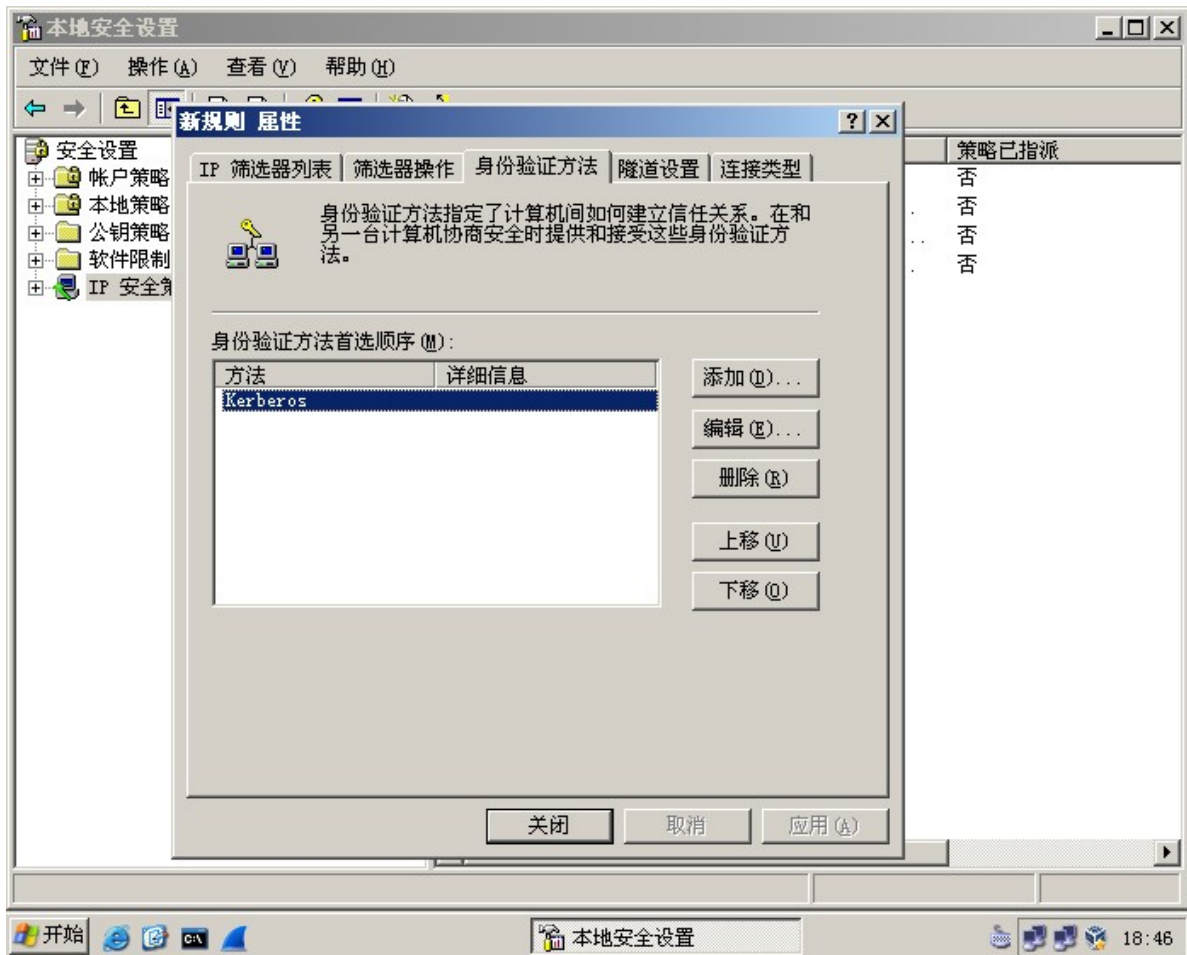 本地安全设置
文件(F) 操作(A) 查看(V) 帮助(H)
新规则 属性
安全设置
帐户策略
本地策略
公钥策略
软件限制
IP 安全策
策略已指派
否
否
否
否
IP 筛选器列表 筛选器操作 身份验证方法 隧道设置 连接类型
身份验证方法指定了计算机间如何建立信任关系。在和
另一台计算机协商安全时提供和接受这些身份验证方
法。
身份验证方法首选顺序(M):
方法 详细信息
Kerberos
添加(D)...
编辑(E)...
删除(R)
上移(U)
下移(O)
关闭 取消 应用(A)
开始 本地安全设置 18:46